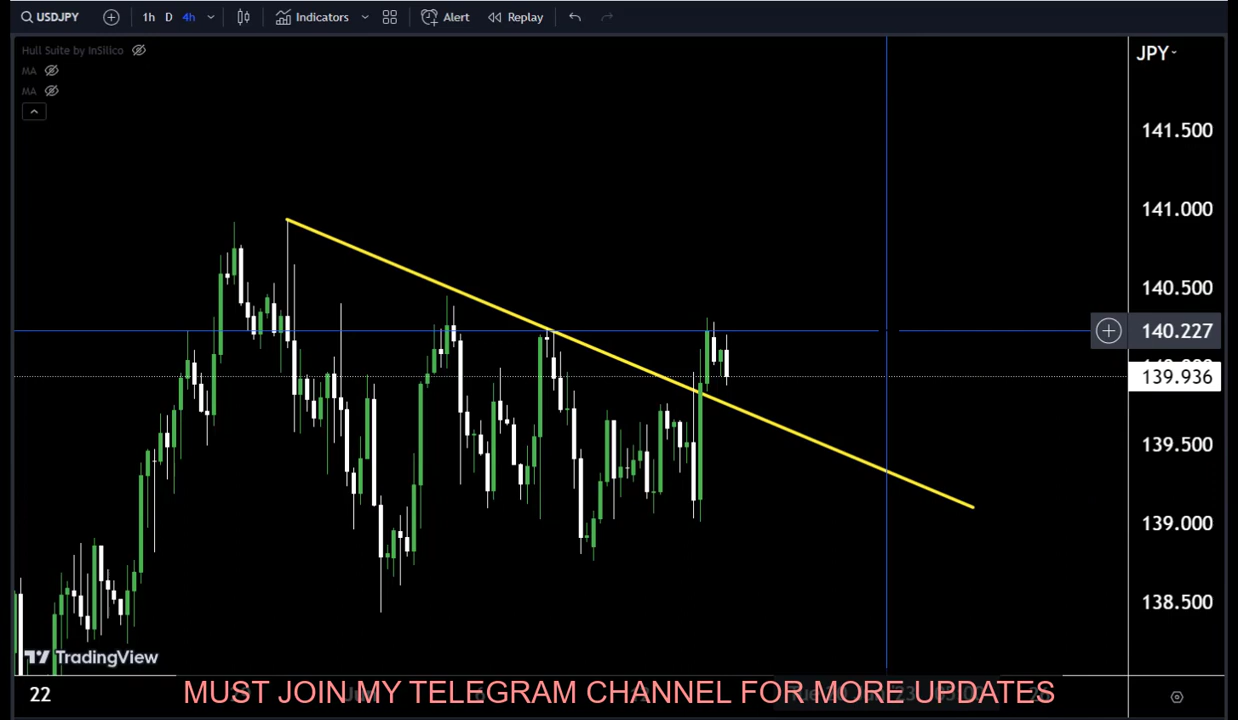 USDJPY 1h D 4h Indicators Alert Replay
Hull Suite by InSilico
MA
MA
JPY
141.500
141.000
140.500
140.227
139.936
139.500
139.000
138.500
TradingView
22
MUST JOIN MY TELEGRAM CHANNEL FOR MORE UPDATES